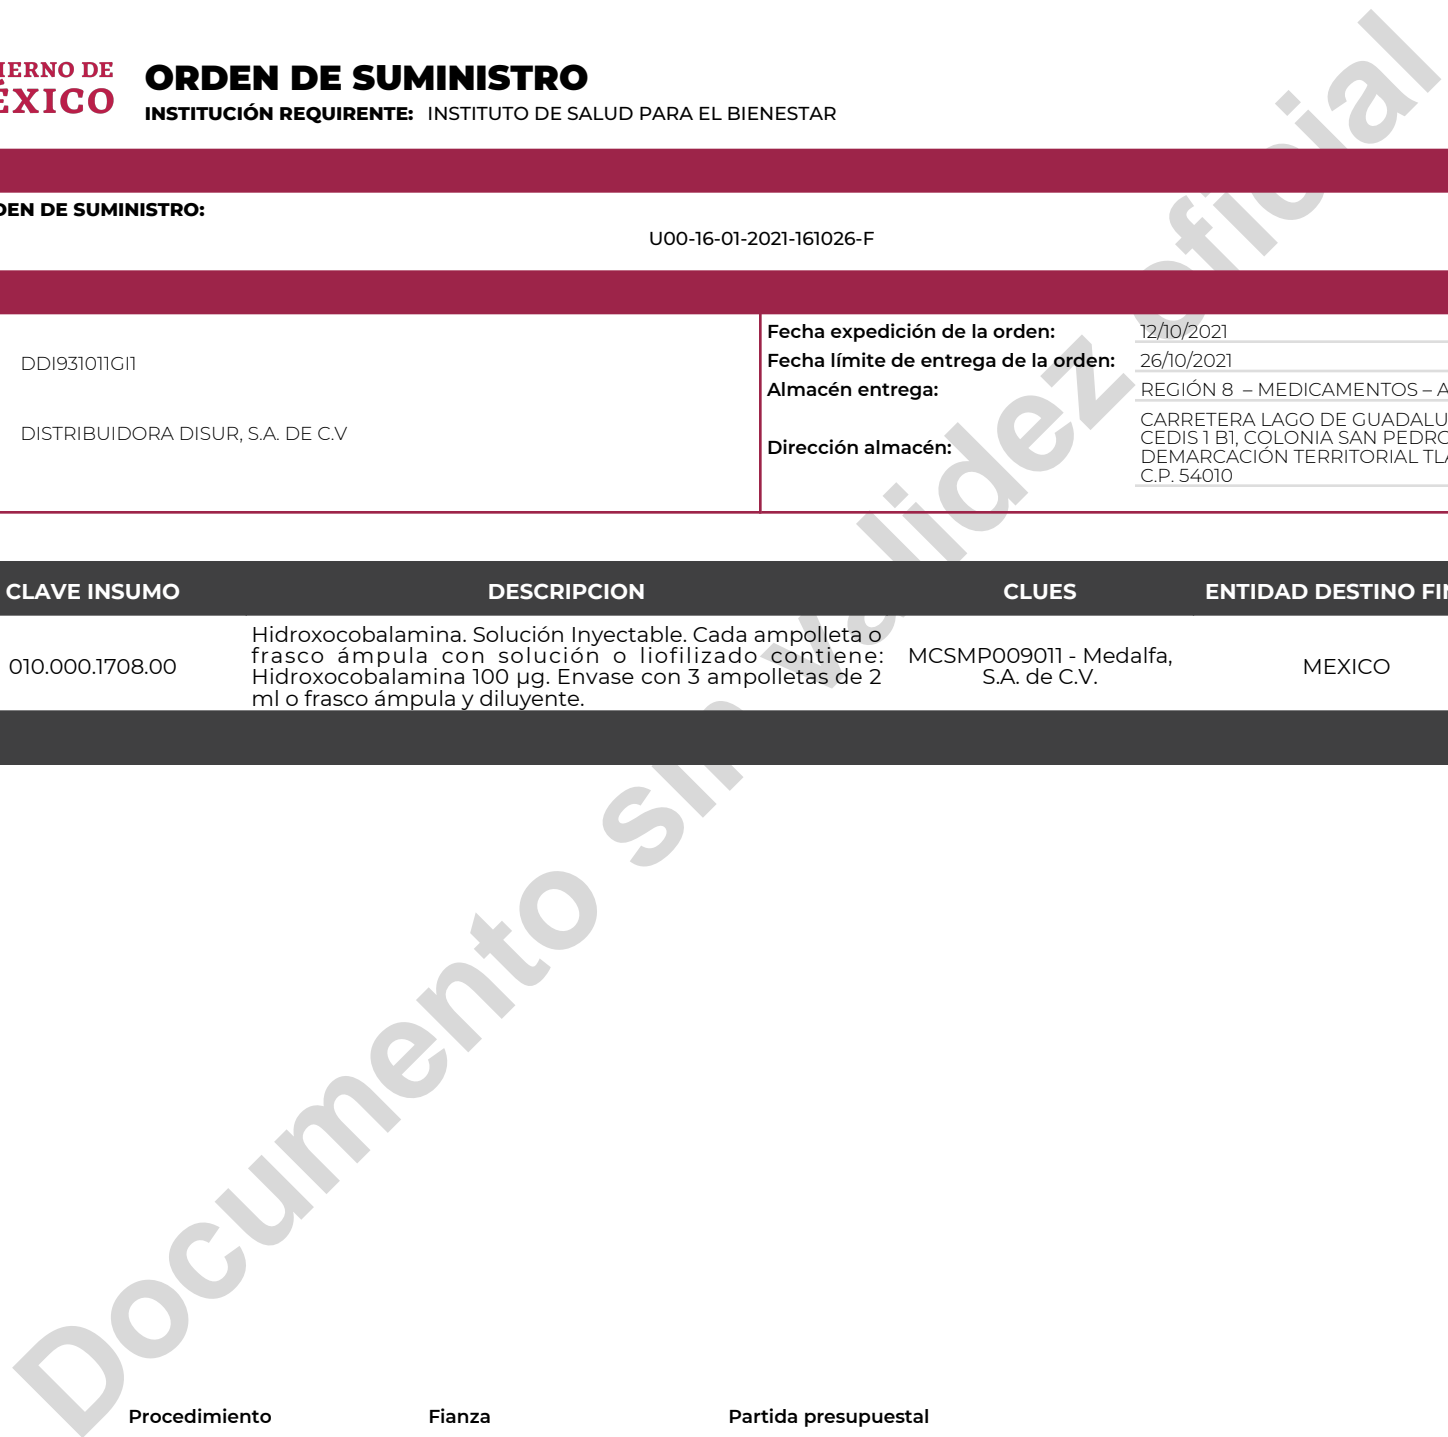 IERNO DE
ÉXICO
ORDEN DE SUMINISTRO
INSTITUCIÓN REQUIRENTE: INSTITUTO DE SALUD PARA EL BIENESTAR
DEN DE SUMINISTRO:
U00-16-01-2021-161026-F
DDI931011GI1
DISTRIBUIDORA DISUR, S.A. DE C.V
Fecha expedición de la orden: 12/10/2021
Fecha límite de entrega de la orden: 26/10/2021
Almacén entrega: REGIÓN 8 – MEDICAMENTOS – A
Dirección almacén:
CARRETERA LAGO DE GUADALU
CEDIS 1 B1, COLONIA SAN PEDRO
DEMARCACIÓN TERRITORIAL TLA
C.P. 54010
CLAVE INSUMO DESCRIPCION CLUES ENTIDAD DESTINO FIN
010.000.1708.00
Hidroxocobalamina. Solución Inyectable. Cada ampolleta o
frasco ámpula con solución o liofilizado contiene:
Hidroxocobalamina 100 µg. Envase con 3 ampolletas de 2
ml o frasco ámpula y diluyente.
MCSMP009011 - Medalfa,
S.A. de C.V.
MEXICO
Documento sin validez oficial
Procedimiento Fianza Partida presupuestal